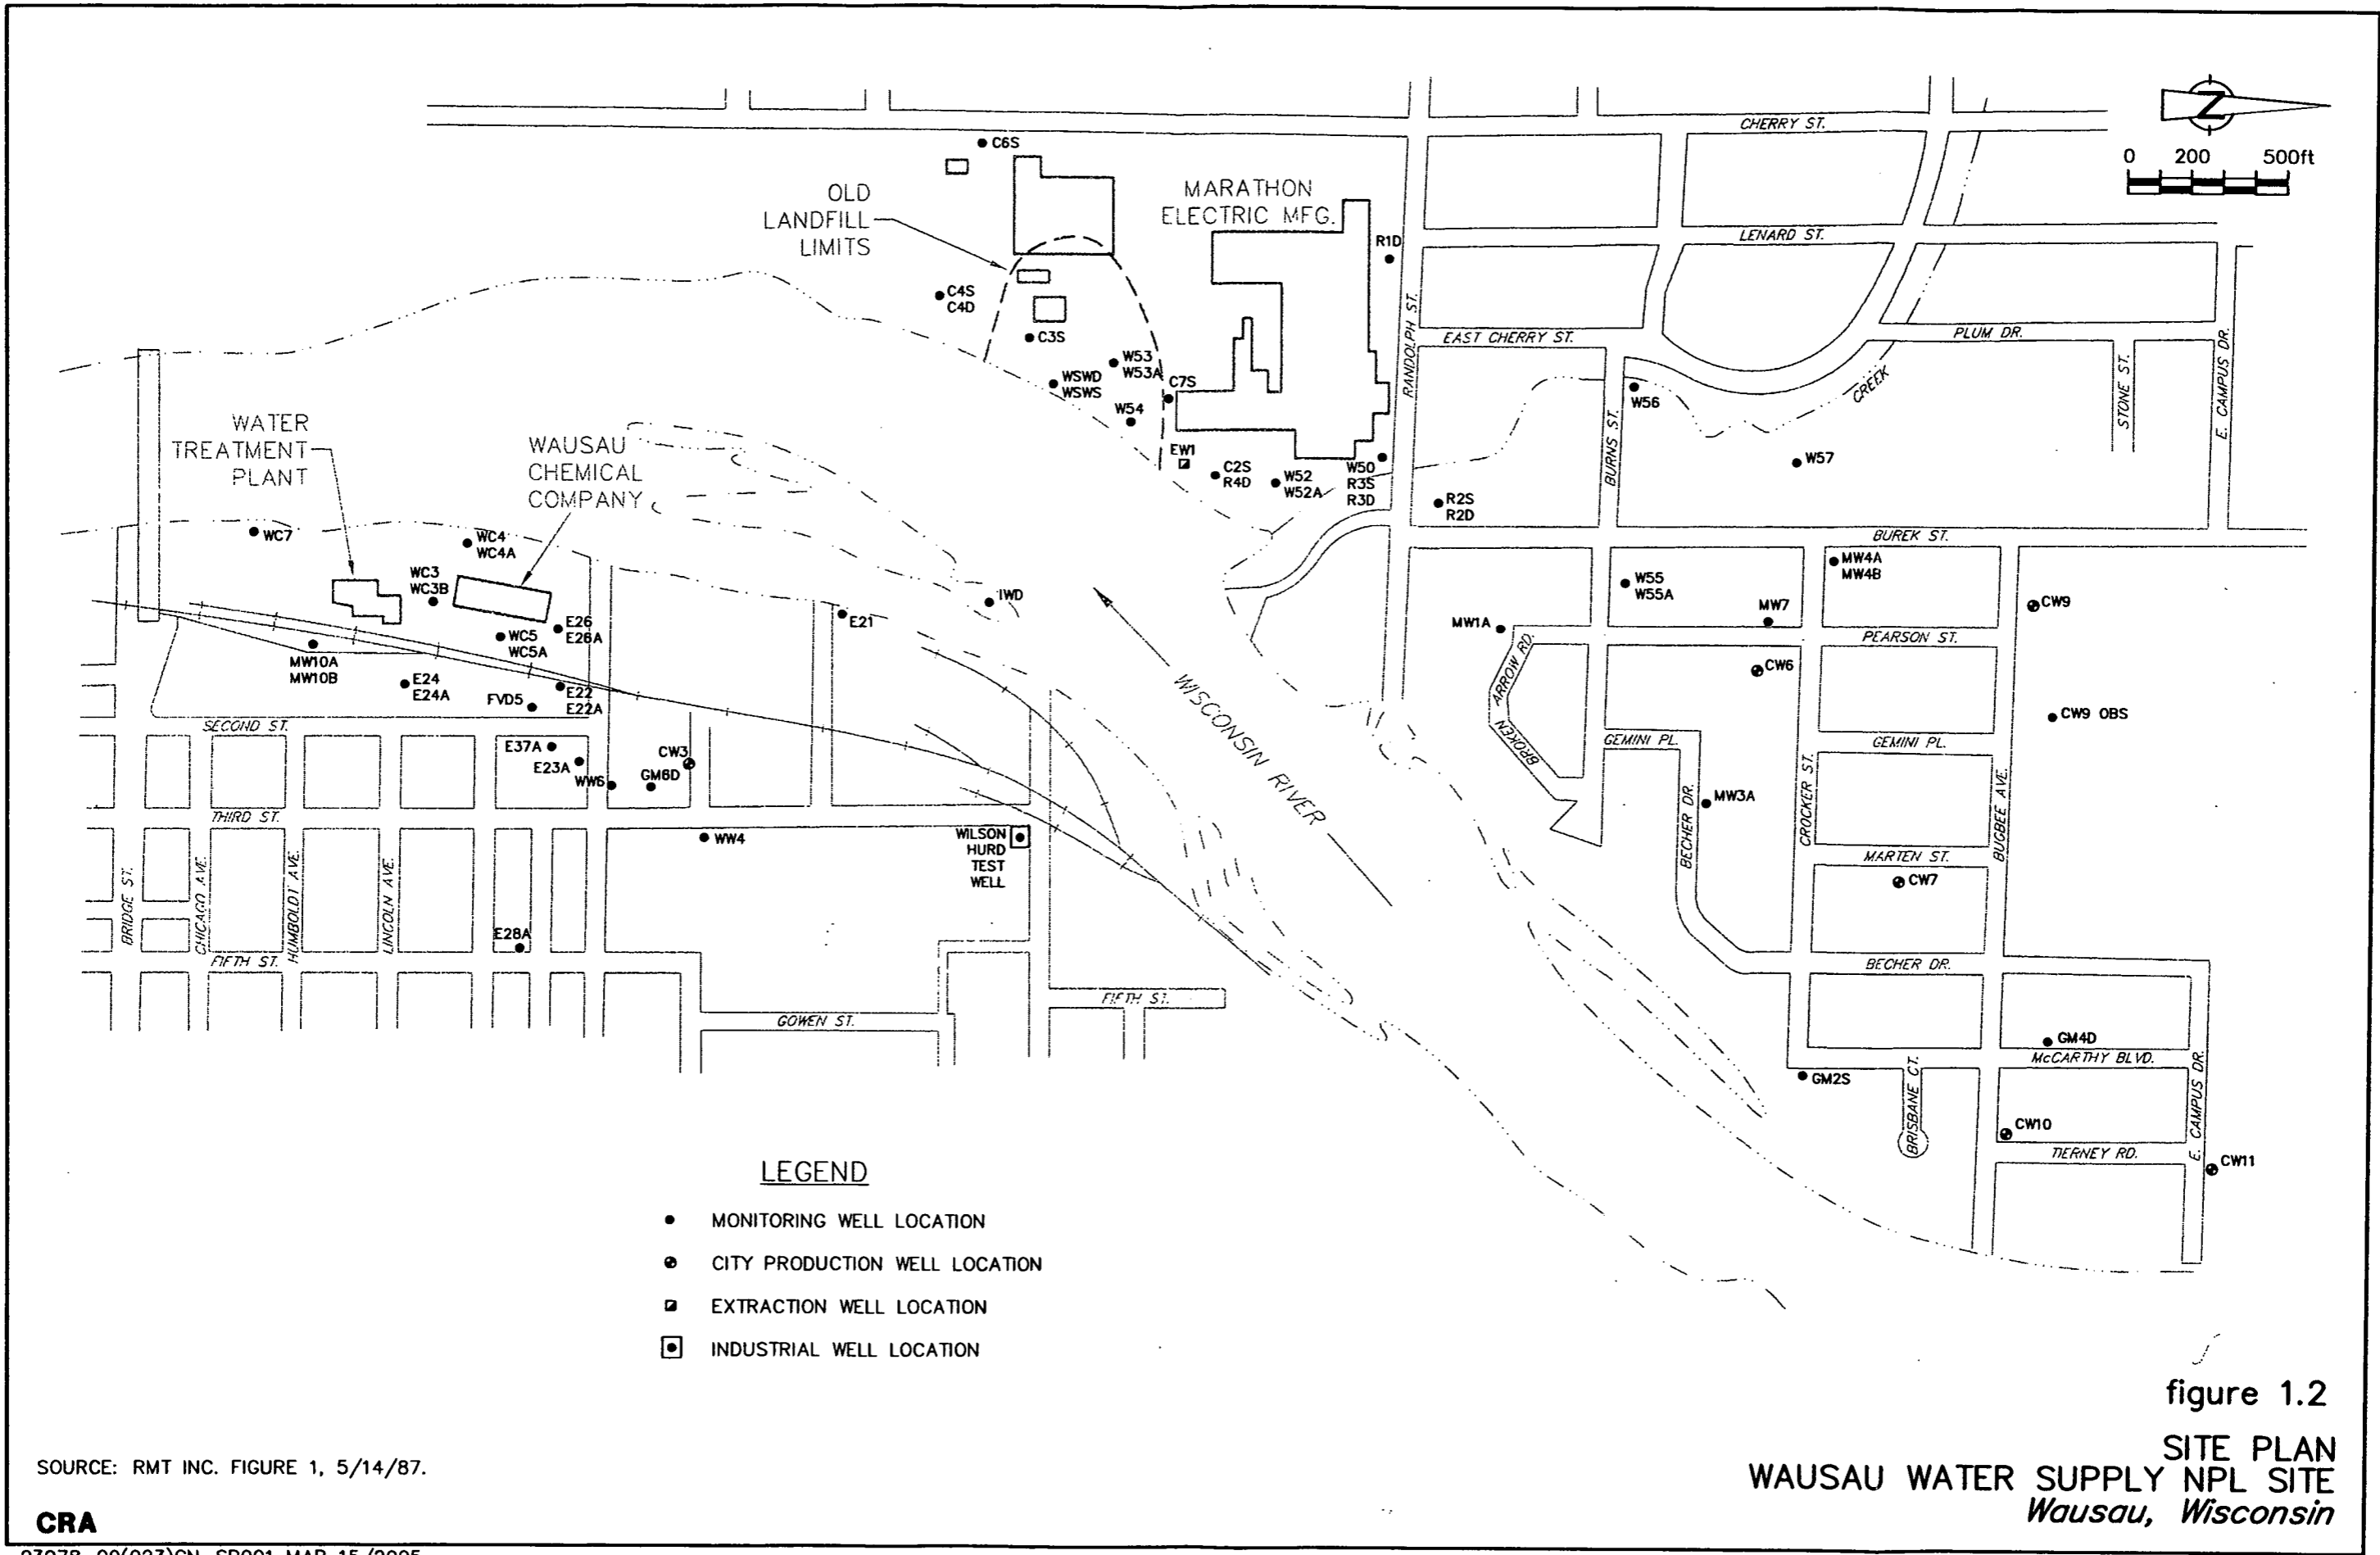 CHERRY ST.
Z
0 200 500ft
C6S
OLD
LANDFILL
LIMITS
MARATHON
ELECTRIC MFG.
R1D
LENARD ST.
C4S
C4D
C3S
RANDOLPH ST.
EAST CHERRY ST.
PLUM DR.
STONE ST.
E. CAMPUS DR.
W53
W53A
WSWD
WSWS
C7S
W54
CREEK
W56
BURNS ST.
W57
WATER
TREATMENT
PLANT
WAUSAU
CHEMICAL
COMPANY
EW1
C2S
R4D
W52
W52A
W50
R3S
R3D
R2S
R2D
BUREK ST.
WC7
WC4
WC4A
WC3
WC3B
E26
E26A
WC5
WC5A
MW10A
MW10B
E24
E24A
FVD5
E22
E22A
E21
IWD
WISCONSIN RIVER
W55
W55A
MW4A
MW4B
MW7
MW1A
CW9
PEARSON ST.
CW6
BROKEN ARROW RD.
CW9 OBS
SECOND ST.
E37A
E23A
WW6
CW3
GM6D
GEMINI PL.
GEMINI PL.
MW3A
BECHER DR.
CROCKER ST.
BUGBEE AVE.
THIRD ST.
WW4
WILSON
HURD
TEST
WELL
MARTEN ST.
CW7
BRIDGE ST.
CHICAGO AVE.
HUMBOLDT AVE.
LINCOLN AVE.
E28A
FIFTH ST.
BECHER DR.
FIFTH ST.
GOWEN ST.
GM4D
McCARTHY BLVD.
GM2S
BRISBANE CT.
CW10
TIERNEY RD.
E. CAMPUS DR.
CW11
LEGEND
MONITORING WELL LOCATION
CITY PRODUCTION WELL LOCATION
EXTRACTION WELL LOCATION
INDUSTRIAL WELL LOCATION
figure 1.2
SITE PLAN
WAUSAU WATER SUPPLY NPL SITE
Wausau, Wisconsin
SOURCE: RMT INC. FIGURE 1, 5/14/87.
CRA